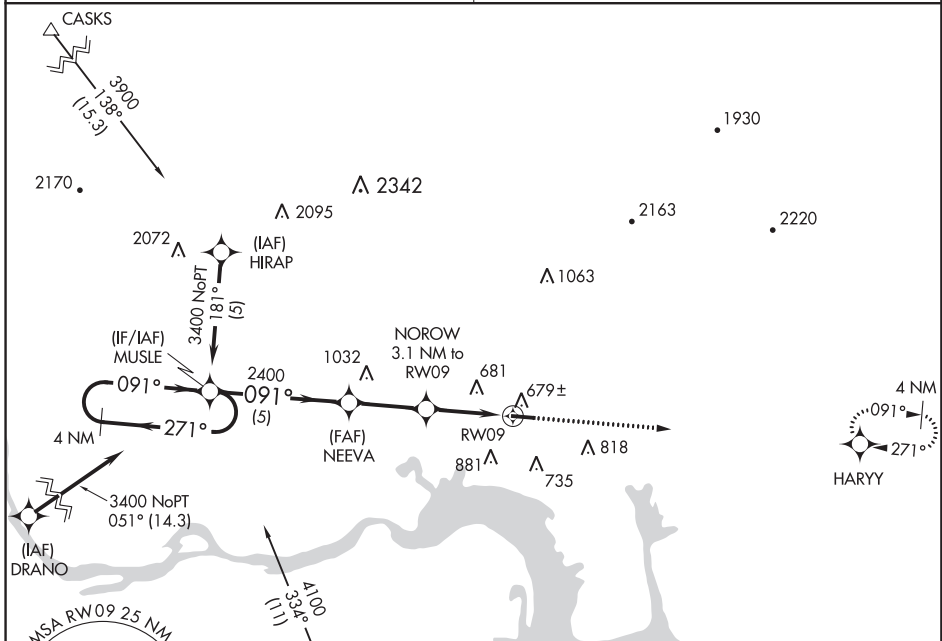 CASKS
3900
138°
(15.3)
1930
2170
2342
2095
2163
2220
2072
(IAF)
HIRAP
1063
3400 NoPT
181°
(5)
(IF/IAF)
MUSLE
NOROW
3.1 NM to
RW09
1032
2400
091°
091°
(5)
681
679±
4 NM
091°
271°
271°
4 NM
(FAF)
NEEVA
RW09
818
881
735
HARYY
3400 NoPT
051° (14.3)
(IAF)
DRANO
4100
334°
(11)
MSA RW09 25 NM